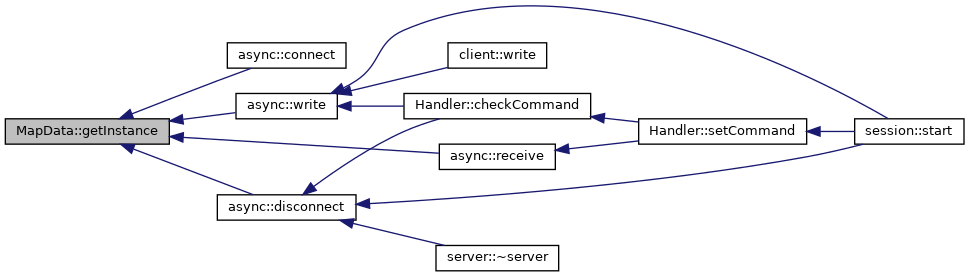 async::connect
client::write
async::write
Handler::checkCommand
MapData::getInstance
Handler::setCommand
session::start
async::receive
async::disconnect
server::~server